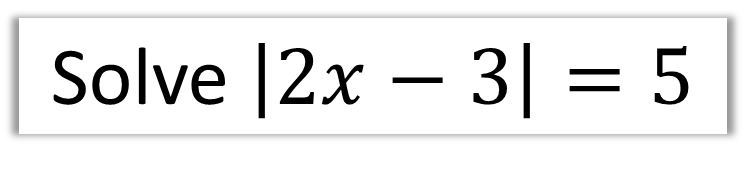 Solve |2𝑥 − 3| = 5